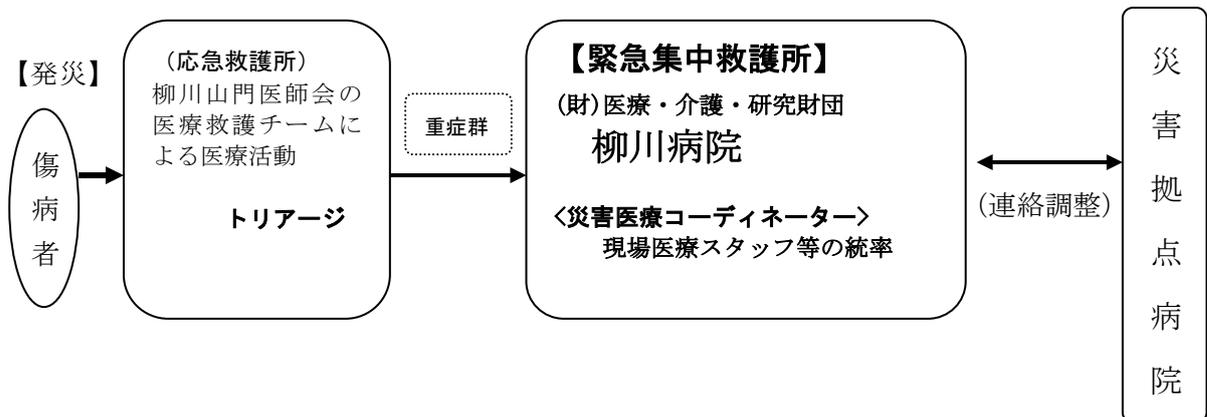 【発災】
傷病者
（応急救護所）
柳川山門医師会の
医療救護チームに
よる医療活動
トリアージ
重症群
【緊急集中救護所】
(財)医療・介護・研究財団
柳川病院
<災害医療コーディネーター>
現場医療スタッフ等の統率
(連絡調整)
災害拠点病院